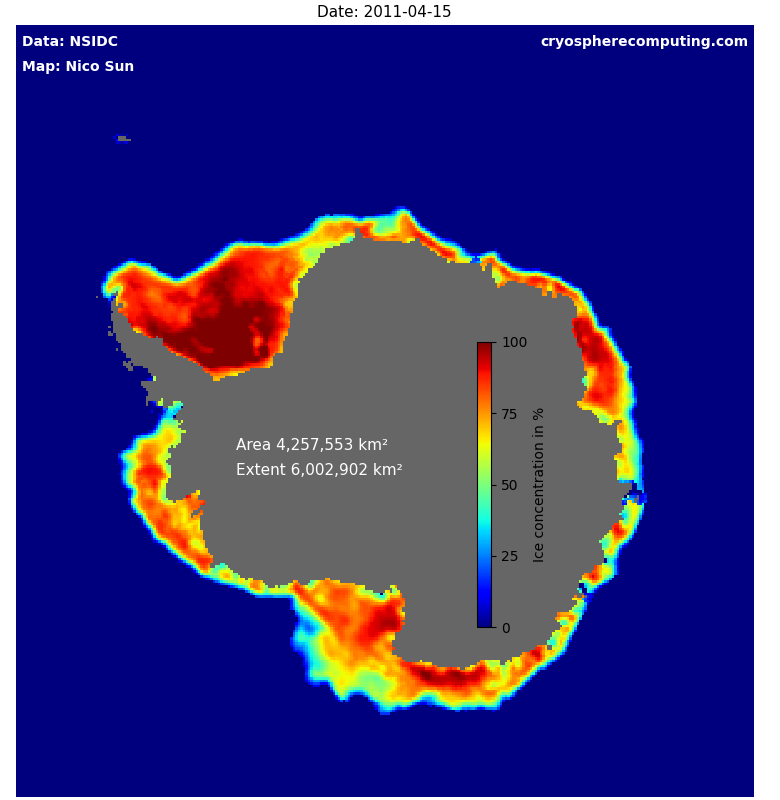 Date: 2011-04-15
Data: NSIDC
cryospherecomputing.com
Map: Nico Sun
Area 4,257,553 km²
Extent 6,002,902 km²
100
75
50
25
0
Ice concentration in %